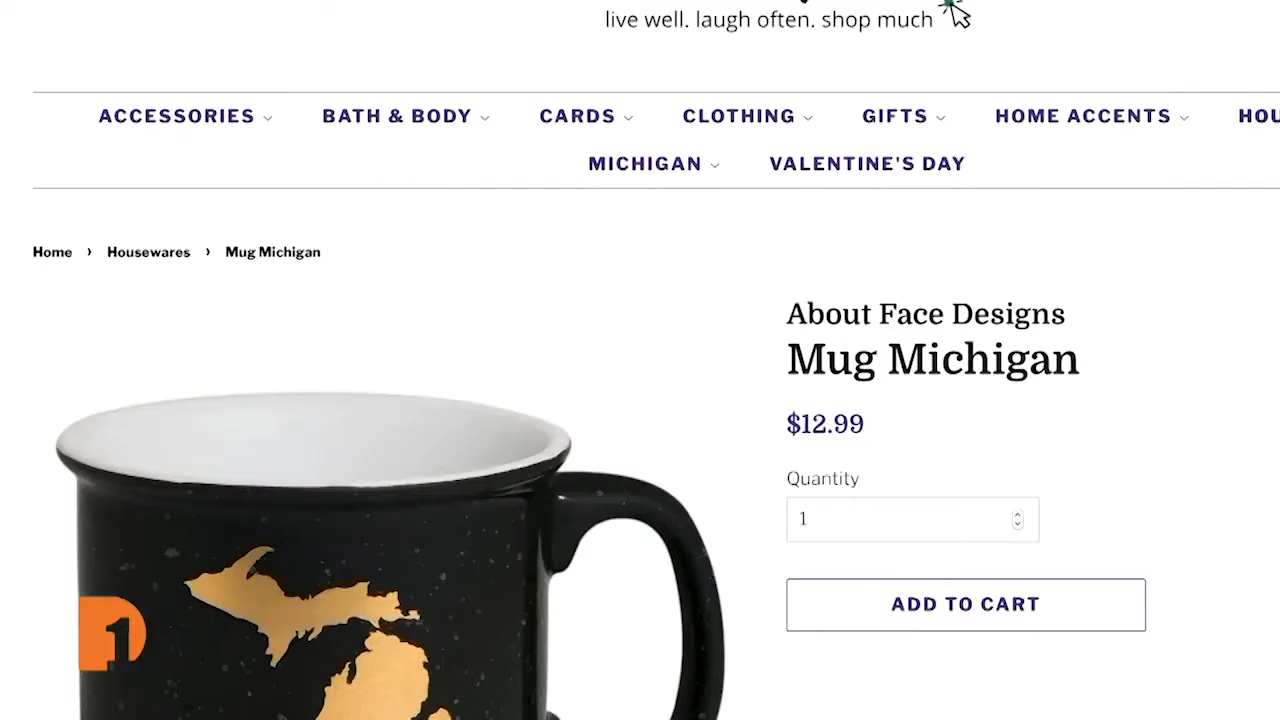 live well. laugh often. shop much
ACCESSORIES BATH & BODY CARDS CLOTHING GIFTS HOME ACCENTS
MICHIGAN VALENTINE'S DAY
Home › Housewares › Mug Michigan
About Face Designs
Mug Michigan
$12.99
Quantity
1
ADD TO CART
1